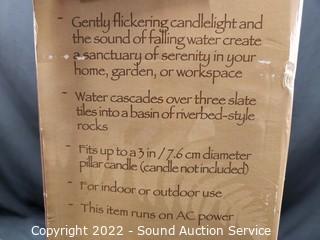 - Gently flickering candlelight and
the sound of falling water create
a sanctuary of serenity in your
home, garden, or workspace
- Water cascades over three slate
tiles into a basin of riverbed-style
rocks
- Fits up to a 3 in / 7.6 cm diameter
pillar candle (candle not included)
- For indoor or outdoor use
- This item runs on AC power
Copyright 2022 - Sound Auction Service